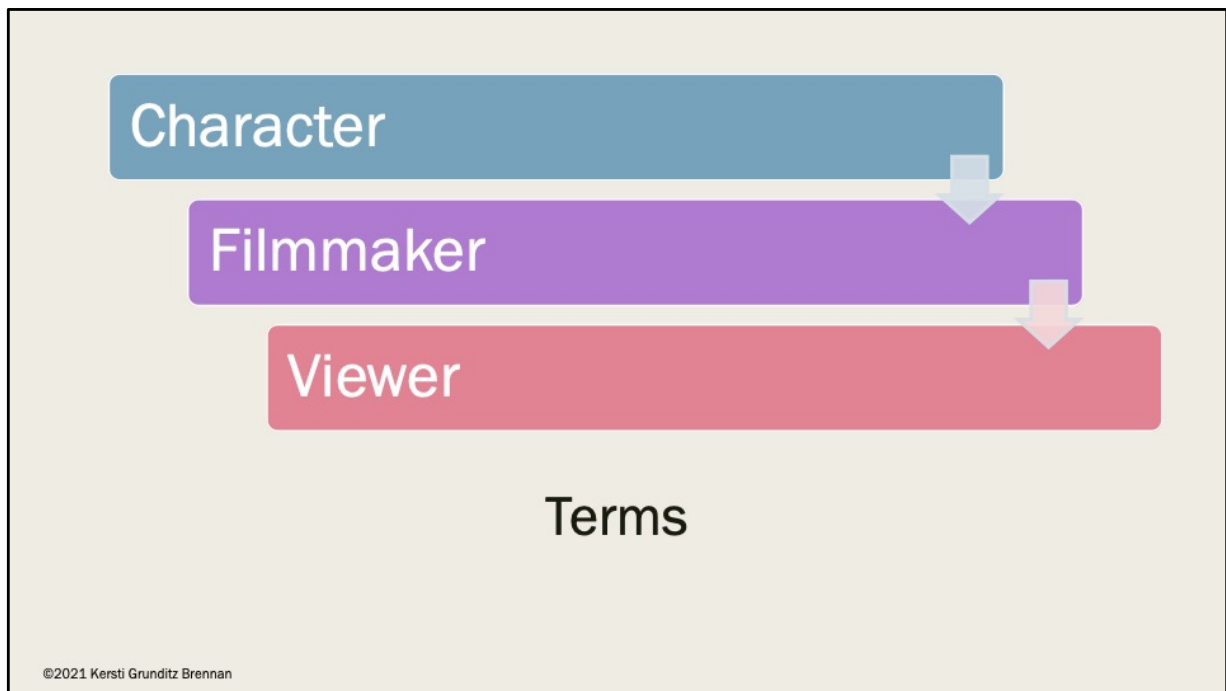 Character
Filmmaker
Viewer
Terms
©2021 Kersti Grunditz Brennan